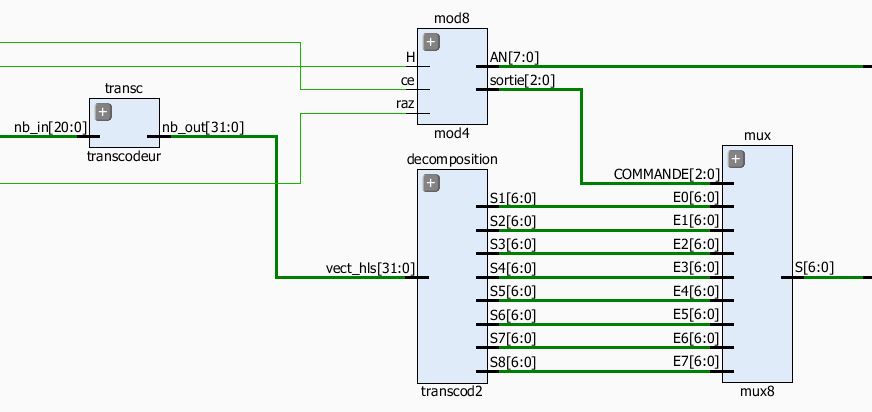 mod8
H
AN[7:0]
ce
sortie[2:0]
raz
mod4
transc
nb_in[20:0]
nb_out[31:0]
transcodeur
decomposition
vect_hls[31:0]
S1[6:0]
S2[6:0]
S3[6:0]
S4[6:0]
S5[6:0]
S6[6:0]
S7[6:0]
S8[6:0]
transcod2
mux
COMMANDE[2:0]
E0[6:0]
E1[6:0]
E2[6:0]
E3[6:0]
E4[6:0]
E5[6:0]
E6[6:0]
E7[6:0]
S[6:0]
mux8